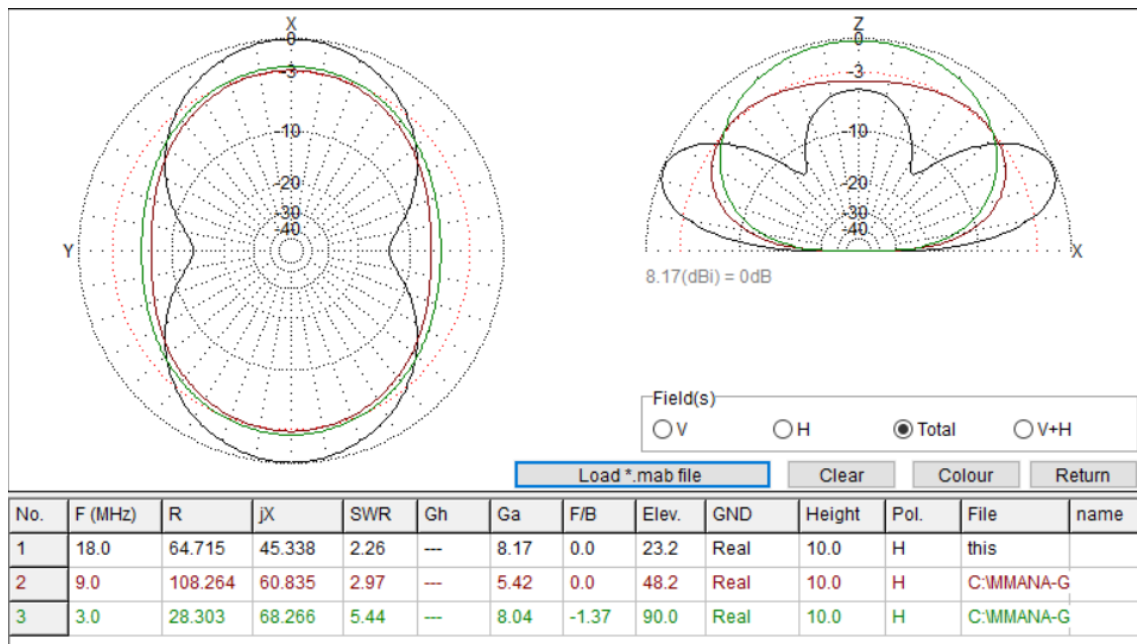 X
0
-3
-10
-20
-30
-40
Y
Z
0
-3
-10
-20
-30
-40
X
8.17(dBi) = 0dB
Field(s)
V H Total V+H
Load *.mab file Clear Colour Return
No. F (MHz) R jX SWR Gh Ga F/B Elev. GND Height Pol. File name
1 18.0 64.715 45.338 2.26 --- 8.17 0.0 23.2 Real 10.0 H this
2 9.0 108.264 60.835 2.97 --- 5.42 0.0 48.2 Real 10.0 H C:\MMANA-G
3 3.0 28.303 68.266 5.44 --- 8.04 -1.37 90.0 Real 10.0 H C:\MMANA-G